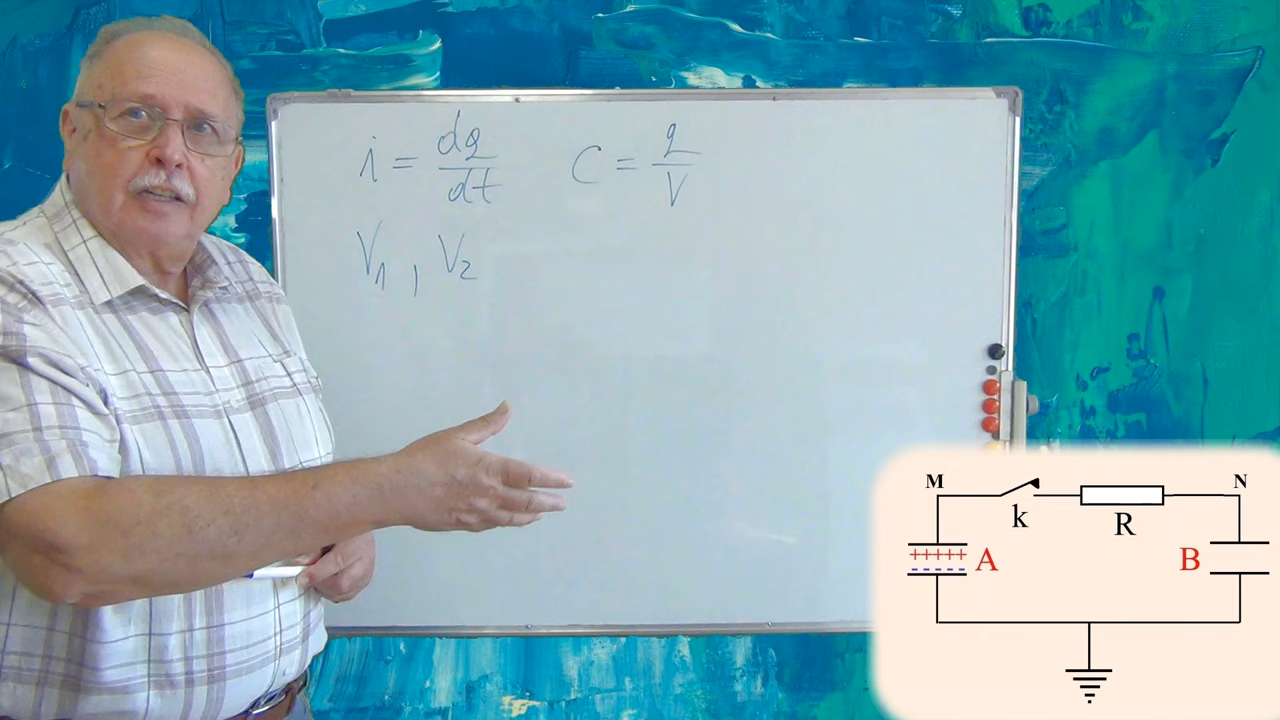 i = dq/dt C = q/V
V1, V2
M N
k R
+++++
-----
A B